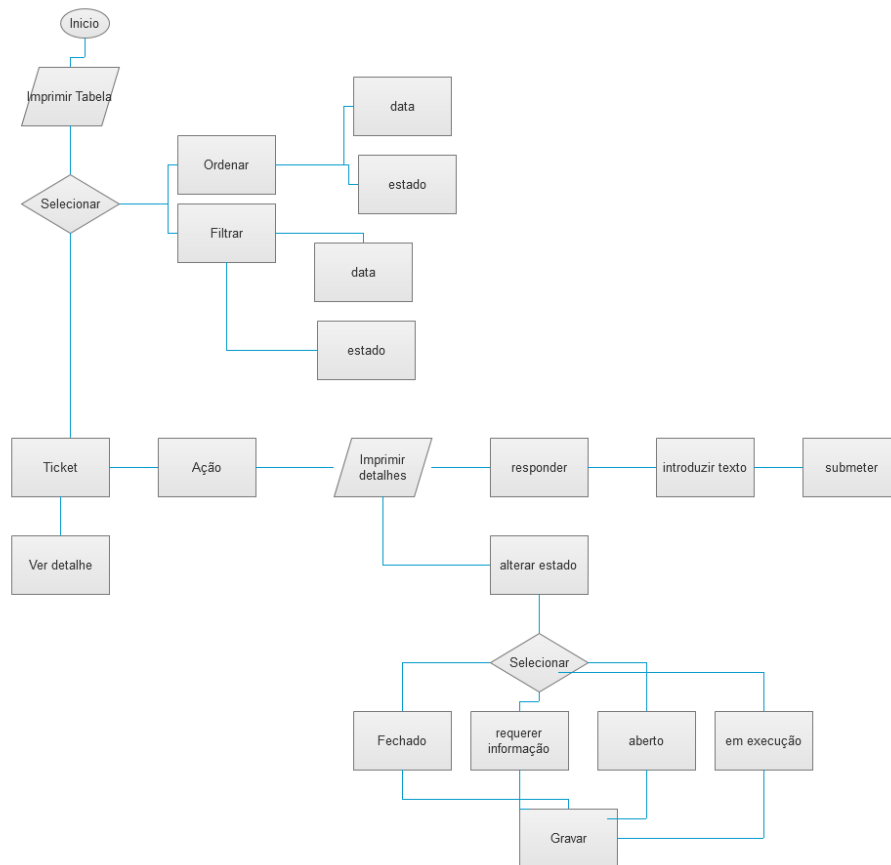 Inicio
Imprimir Tabela
Selecionar
Ordenar
data
estado
Filtrar
data
estado
Ticket
Ação
Imprimir
detalhes
responder
introduzir texto
submeter
Ver detalhe
alterar estado
Selecionar
Fechado
requerer
informação
aberto
em execução
Gravar